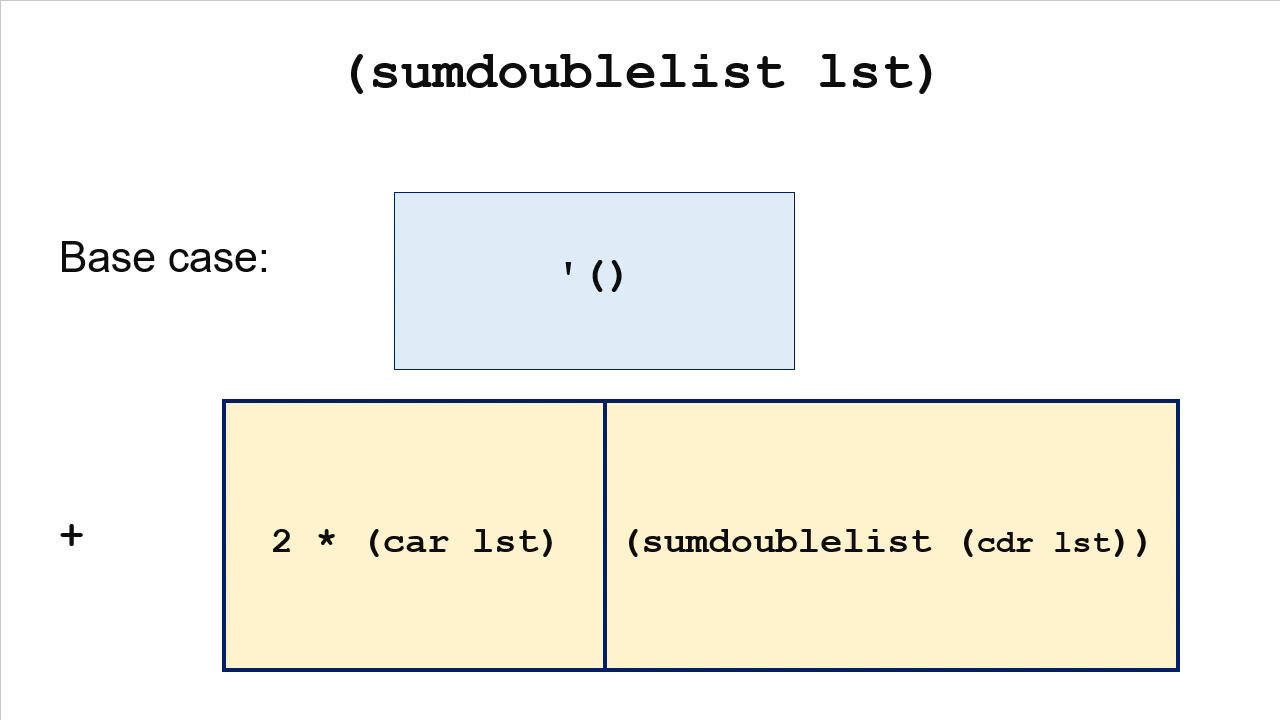 (sumdoublelist lst)
Base case:
'()
+
2 * (car lst)
(sumdoublelist (cdr lst))